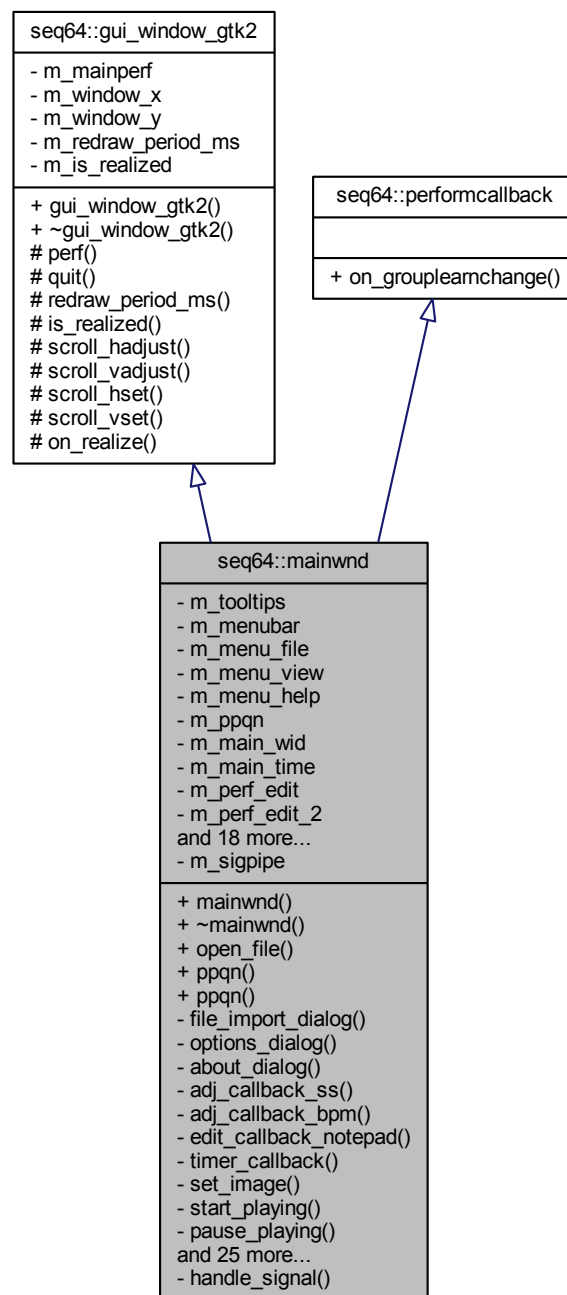 seq64::gui_window_gtk2
- m_mainperf
- m_window_x
- m_window_y
- m_redraw_period_ms
- m_is_realized
+ gui_window_gtk2()
+ ~gui_window_gtk2()
# perf()
# quit()
# redraw_period_ms()
# is_realized()
# scroll_hadjust()
# scroll_vadjust()
# scroll_hset()
# scroll_vset()
# on_realize()
seq64::performcallback
+ on_grouplearnchange()
seq64::mainwnd
- m_tooltips
- m_menubar
- m_menu_file
- m_menu_view
- m_menu_help
- m_ppqn
- m_main_wid
- m_main_time
- m_perf_edit
- m_perf_edit_2
and 18 more...
- m_sigpipe
+ mainwnd()
+ ~mainwnd()
+ open_file()
+ ppqn()
+ ppqn()
- file_import_dialog()
- options_dialog()
- about_dialog()
- adj_callback_ss()
- adj_callback_bpm()
- edit_callback_notepad()
- timer_callback()
- set_image()
- start_playing()
- pause_playing()
and 25 more...
- handle_signal()